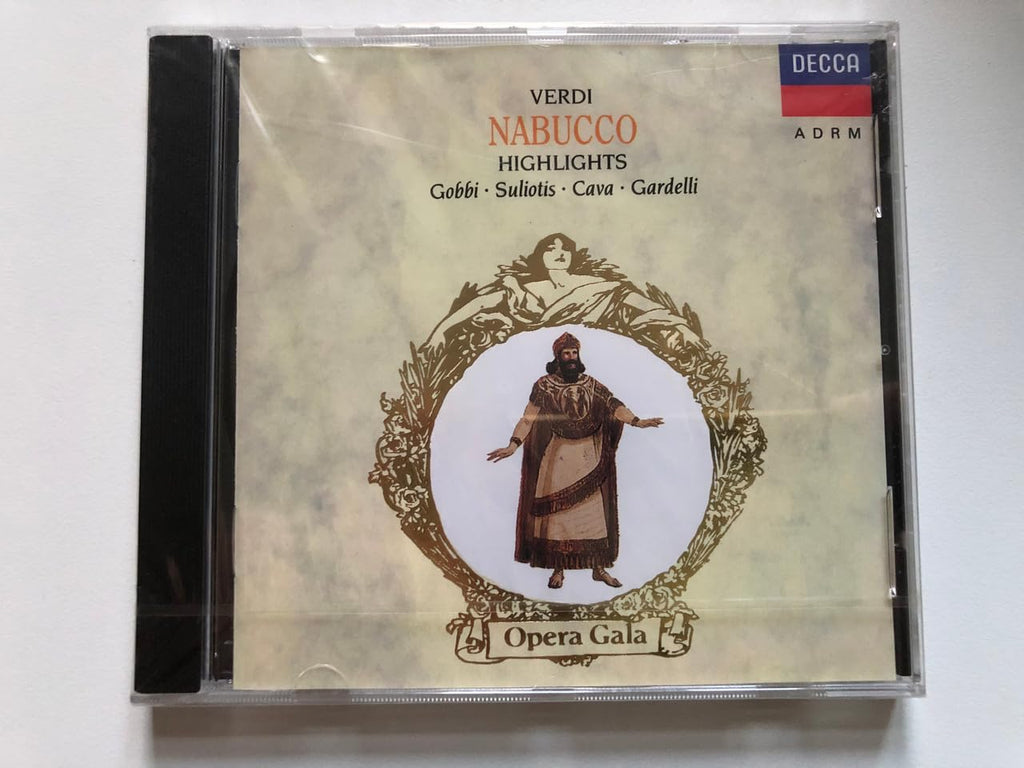 DECCA
ADRM
VERDI
NABUCCO
HIGHLIGHTS
Gobbi · Suliotis · Cava · Gardelli
Opera Gala